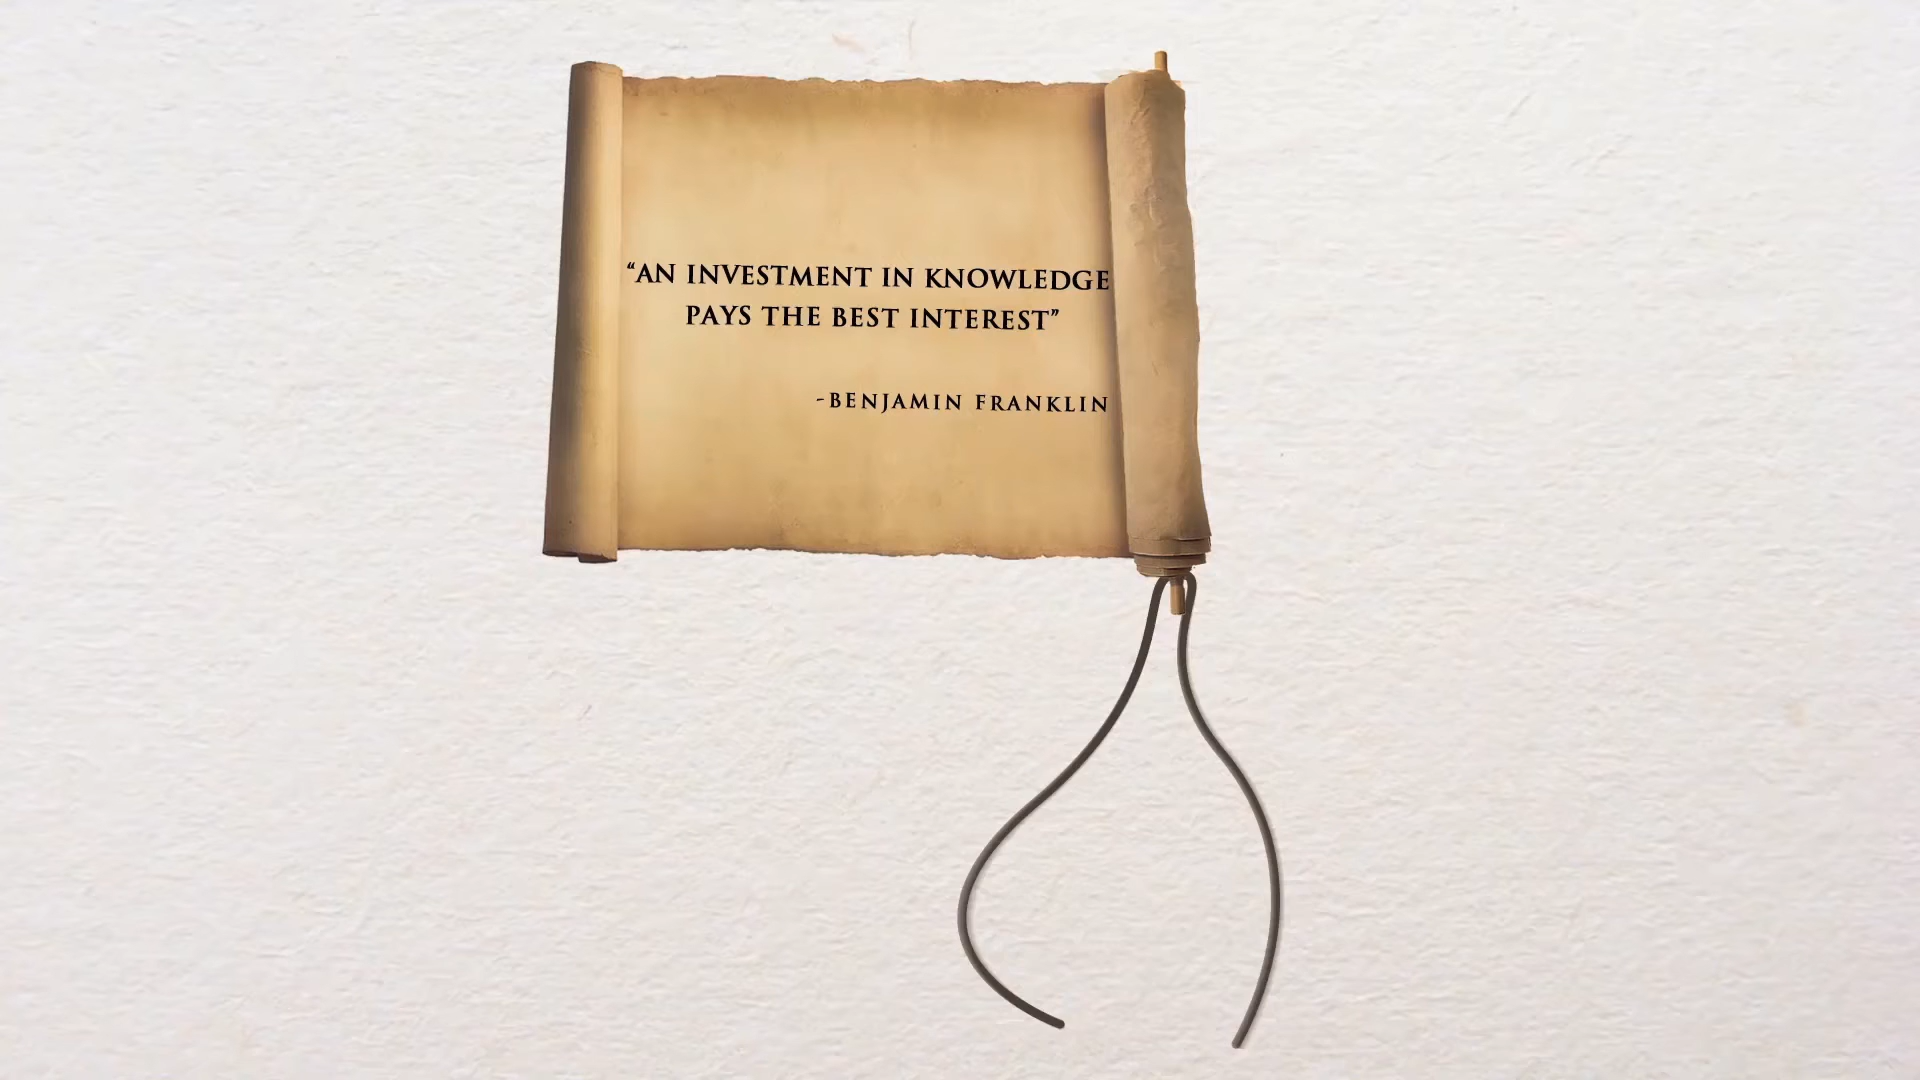 “AN INVESTMENT IN KNOWLEDGE
PAYS THE BEST INTEREST”
-BENJAMIN FRANKLIN